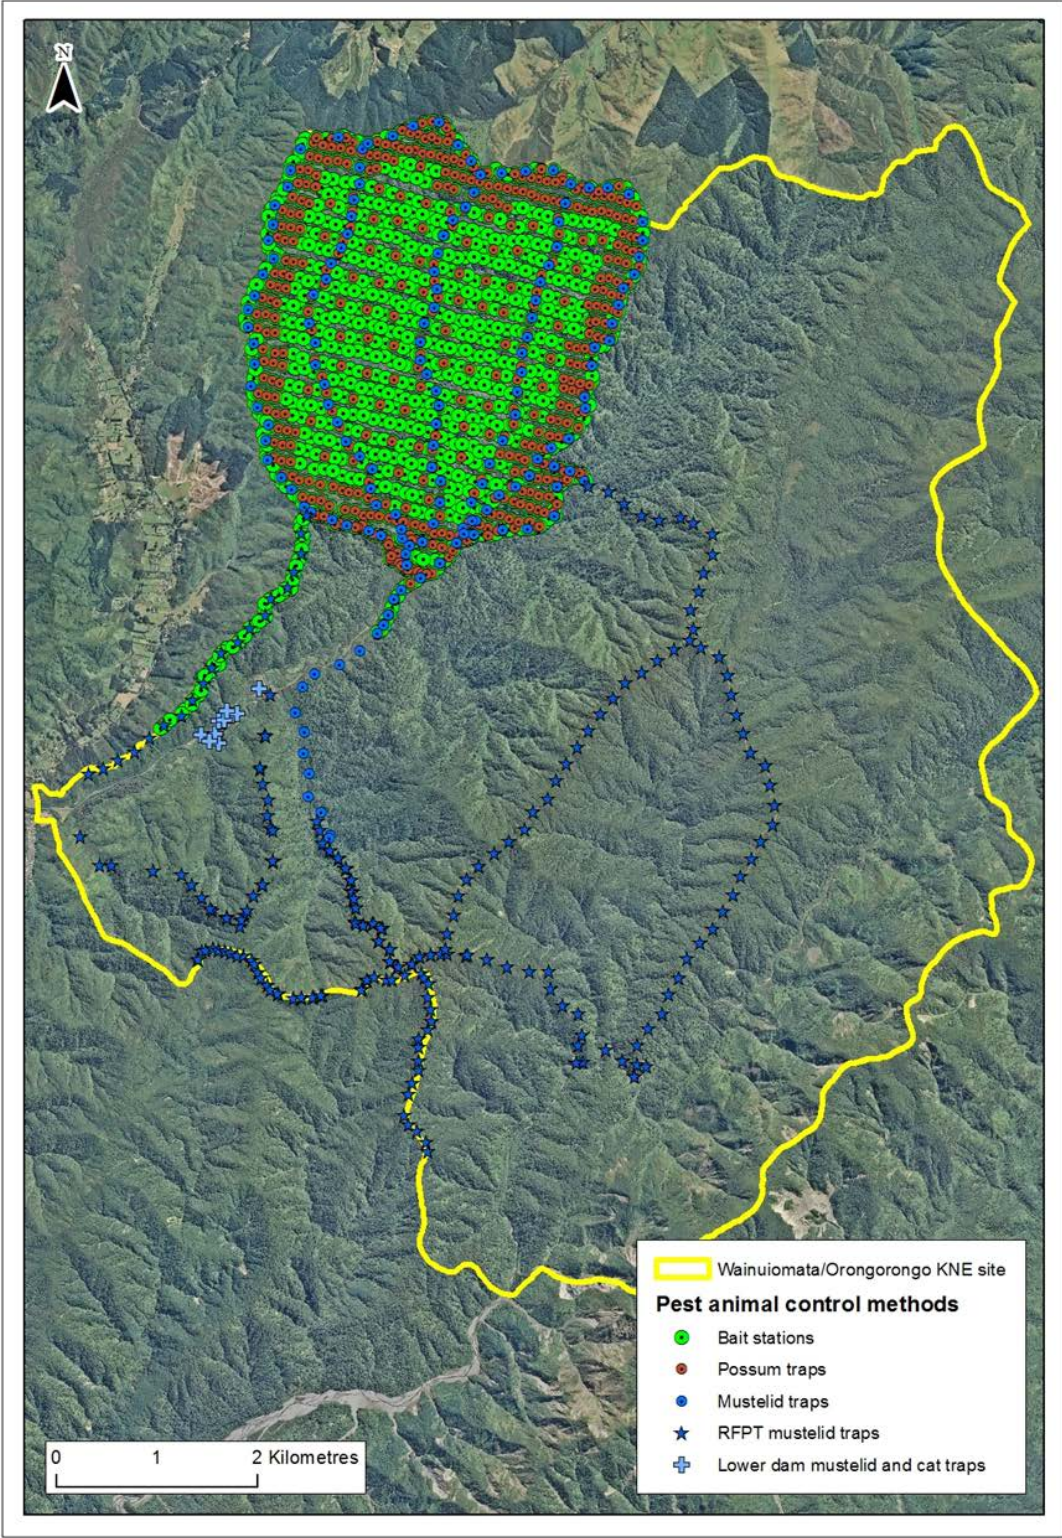 N
Wainuiomata/Orongorongo KNE site
Pest animal control methods
Bait stations
Possum traps
Mustelid traps
RFPT mustelid traps
Lower dam mustelid and cat traps
0 1 2 Kilometres